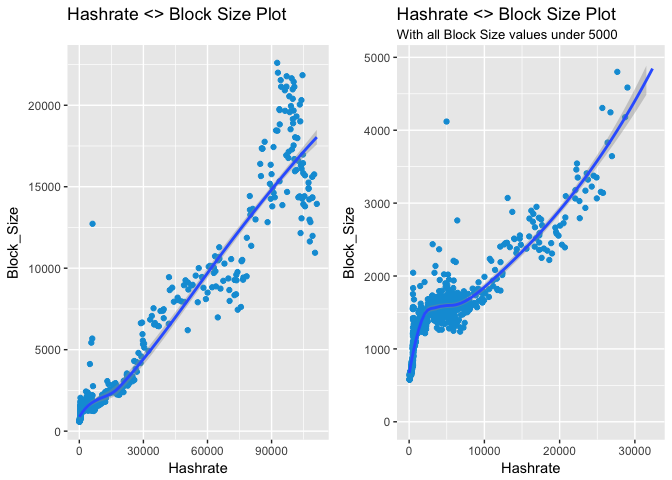 Hashrate <> Block Size Plot
20000
15000
10000
5000
0
Block_Size
0 30000 60000 90000
Hashrate
Hashrate <> Block Size Plot
With all Block Size values under 5000
5000
4000
3000
2000
1000
0
Block_Size
0 10000 20000 30000
Hashrate